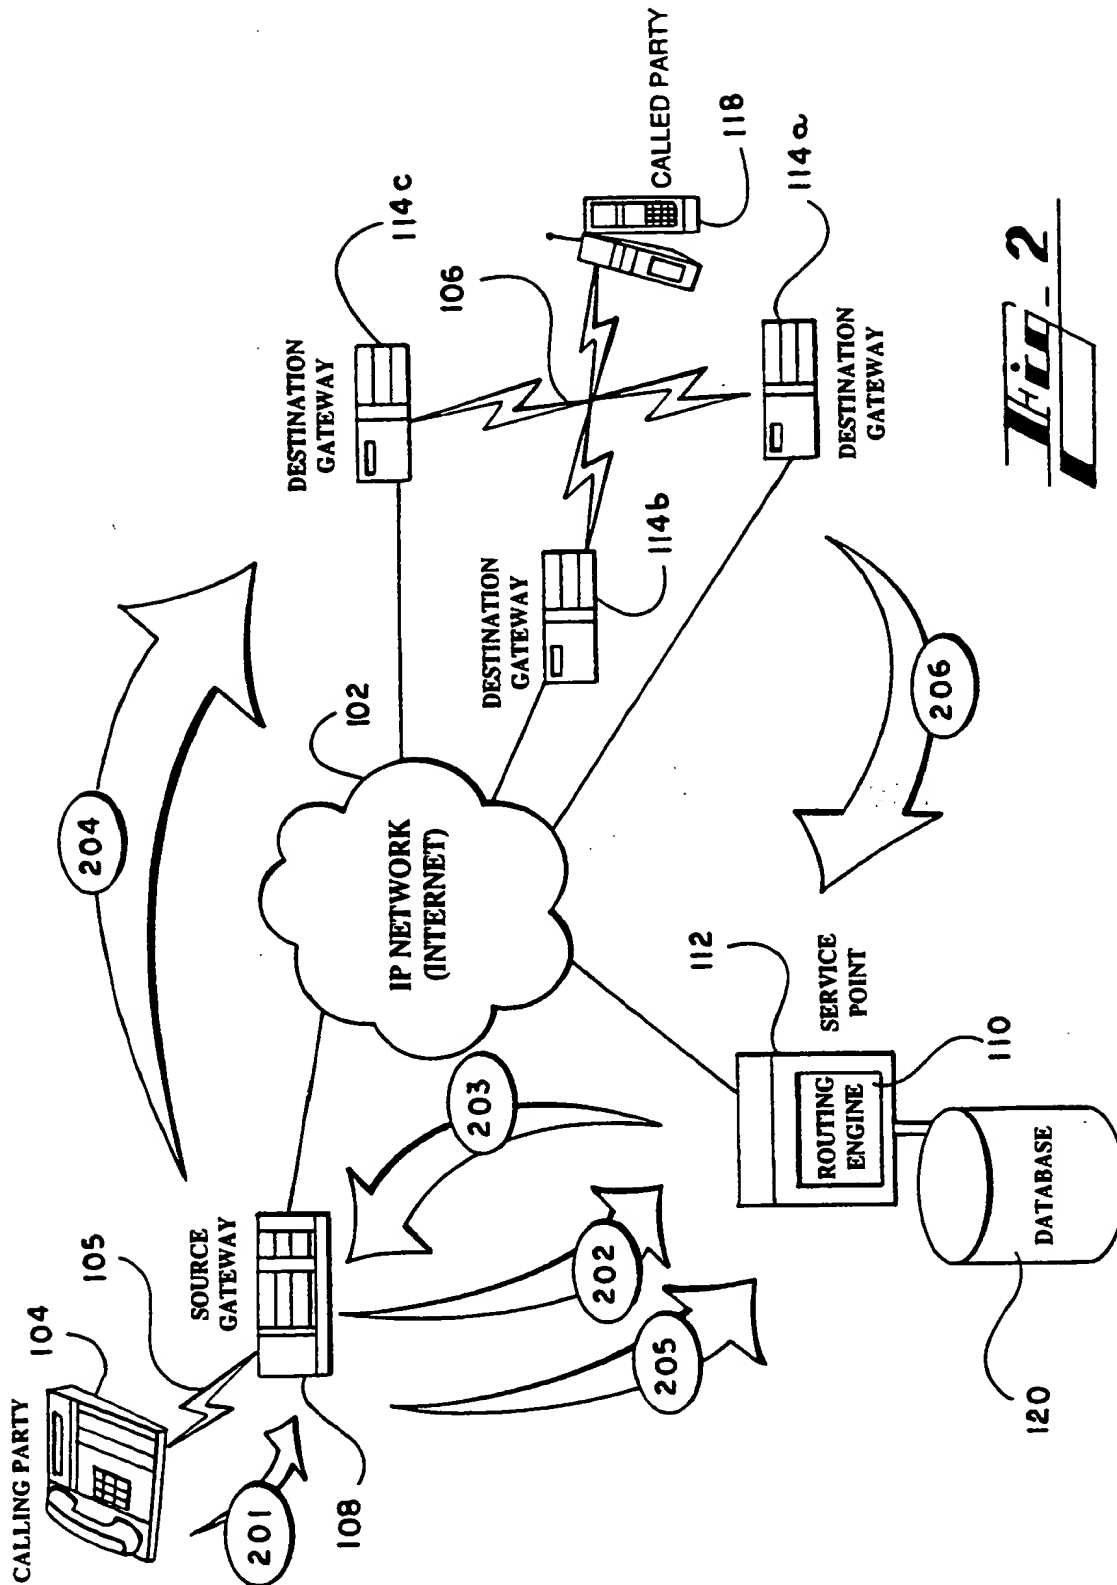 CALLING PARTY
104
105
201
108
SOURCE
GATEWAY
204
202
205
203
IP NETWORK
(INTERNET)
102
DESTINATION
GATEWAY
114c
106
DESTINATION
GATEWAY
114b
CALLED PARTY
118
114a
DESTINATION
GATEWAY
206
112
SERVICE
POINT
ROUTING
ENGINE
110
DATABASE
120
Fig_2